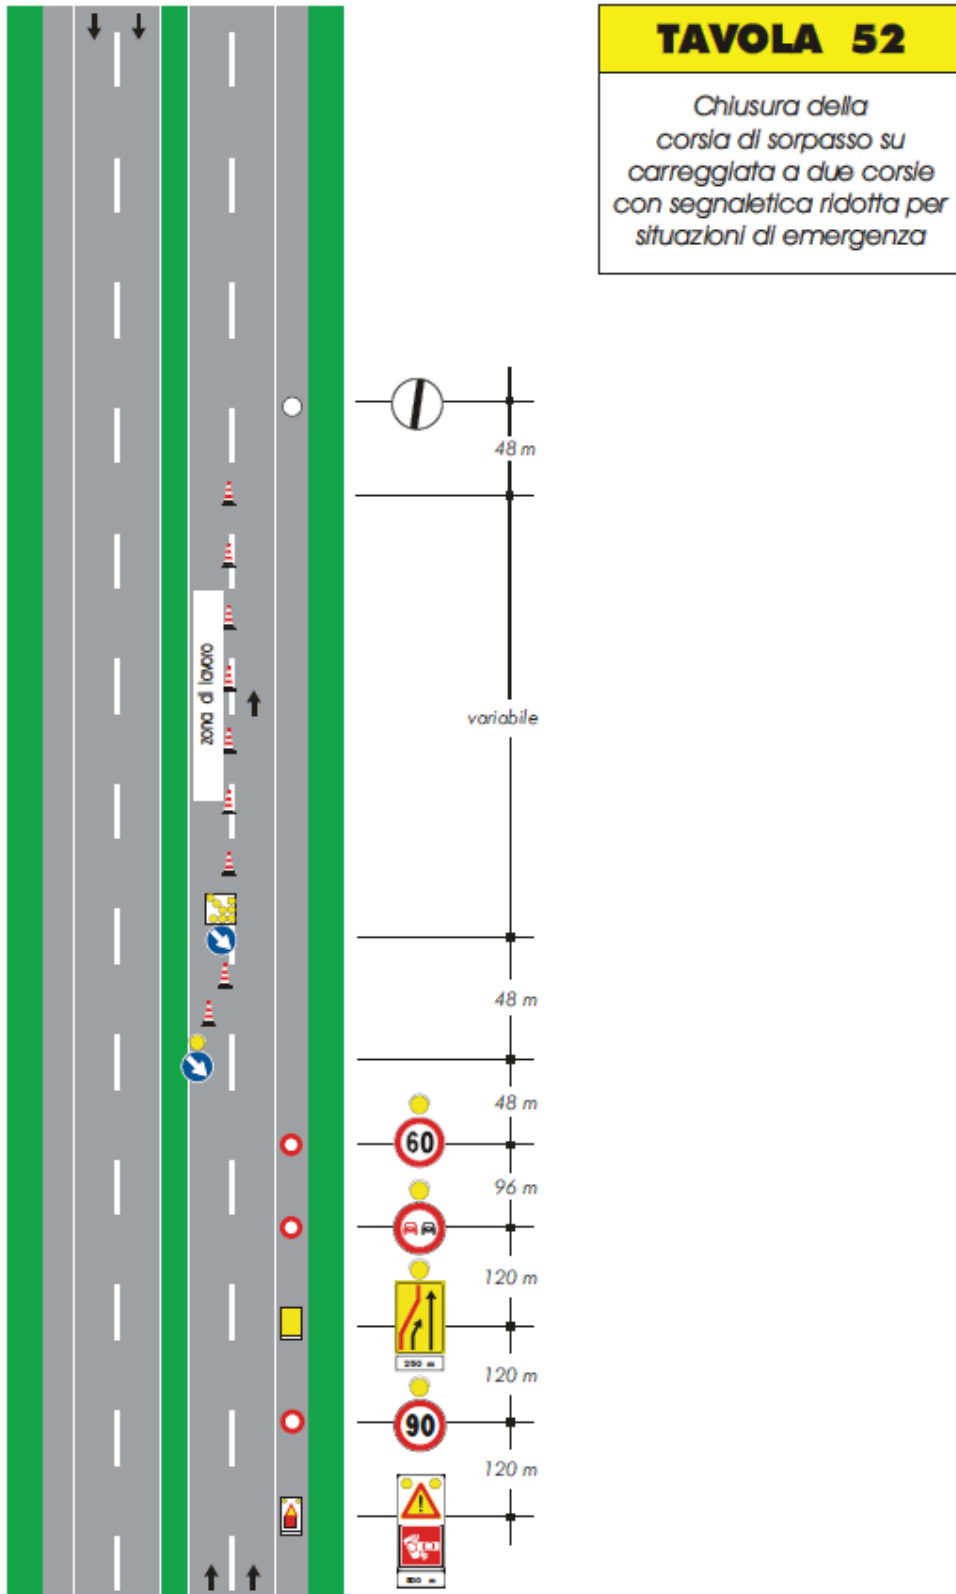 TAVOLA 52
Chiusura della
corsia di sorpasso su
carreggiata a due corsie
con segnaletica ridotta per
situazioni di emergenza
48 m
zona di lavoro
variabile
48 m
48 m
60
96 m
120 m
250 m
120 m
90
120 m